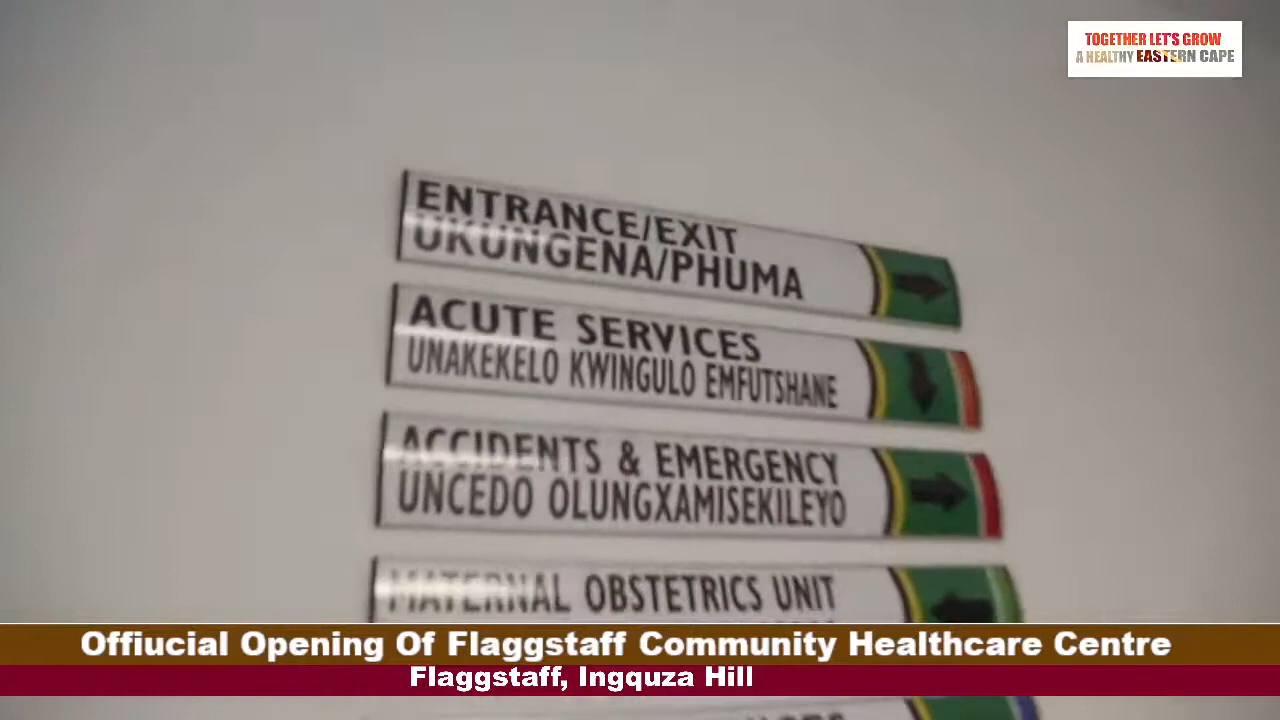 TOGETHER LET'S GROW
A HEALTHY EASTERN CAPE
ENTRANCE/EXIT
UKUNGENA/PHUMA
ACUTE SERVICES
UNAKEKELO KWINGULO EMFUTSHANE
ACCIDENTS & EMERGENCY
UNCEDO OLUNGXAMISEKILEYO
MATERNAL OBSTETRICS UNIT
Offiucial Opening Of Flaggstaff Community Healthcare Centre
Flaggstaff, Ingquza Hill